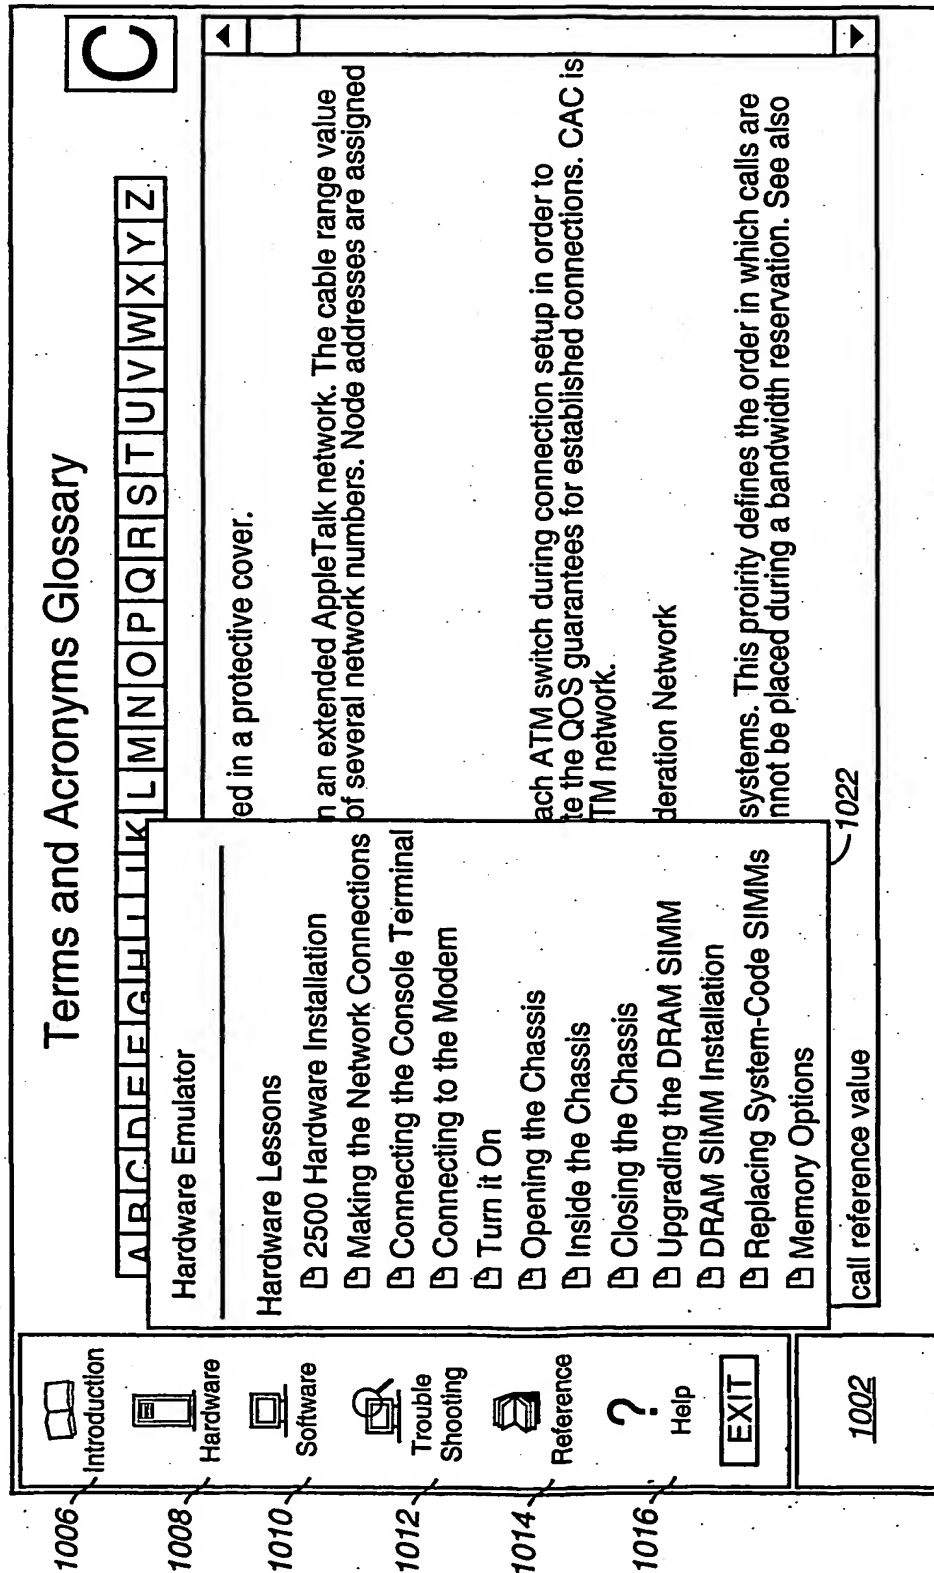 Terms and Acronyms Glossary
C
A B C D E F G H I J K L M N O P Q R S T U V W X Y Z
1006
Introduction
1008
Hardware
1010
Software
1012
Trouble
Shooting
1014
Reference
1016
?
Help
EXIT
1002
Hardware Emulator
Hardware Lessons
2500 Hardware Installation
Making the Network Connections
Connecting the Console Terminal
Connecting to the Modem
Turn it On
Opening the Chassis
Inside the Chassis
Closing the Chassis
Upgrading the DRAM SIMM
DRAM SIMM Installation
Replacing System-Code SIMMs
Memory Options
1022
ed in a protective cover.
n an extended AppleTalk network. The cable range value
of several network numbers. Node addresses are assigned
ach ATM switch during connection setup in order to
te the QOS guarantees for established connections. CAC is
TM network.
deration Network
systems. This proirity defines the order in which calls are
nnot be placed during a bandwidth reservation. See also
call reference value